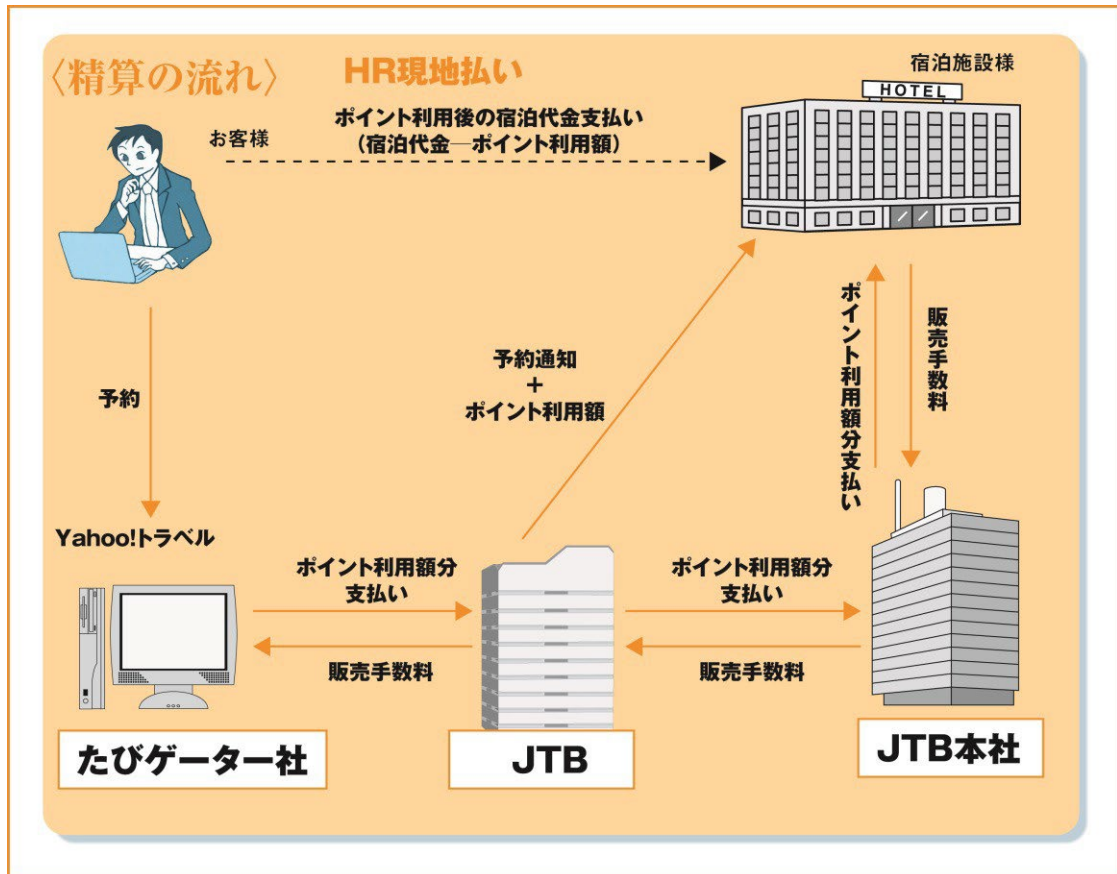 〈精算の流れ〉
HR現地払い
宿泊施設様
HOTEL
お客様
ポイント利用後の宿泊代金支払い
(宿泊代金―ポイント利用額)
予約
予約通知
+
ポイント利用額
ポイント利用額分支払い
販売手数料
Yahoo!トラベル
ポイント利用額分
支払い
販売手数料
ポイント利用額分
支払い
販売手数料
たびゲーター社
JTB
JTB本社